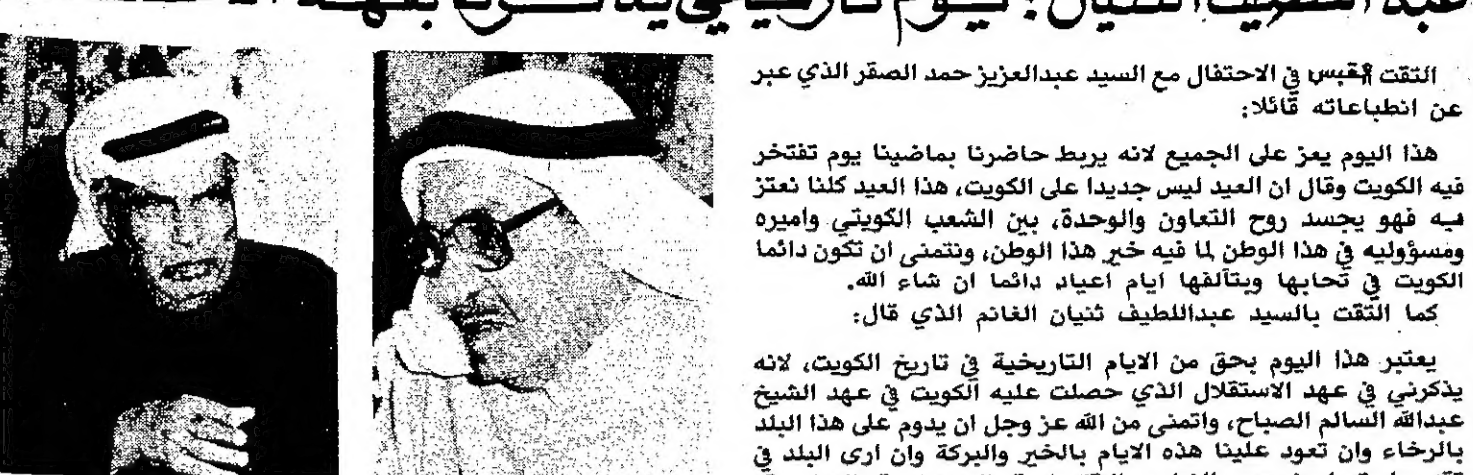 التقت القبس في الاحتفال مع السيد عبدالعزيز حمد الصقر الذي عبر
عن انطباعاته قائلا:
هذا اليوم يعز على الجميع لانه يربط حاضرنا بماضينا يوم تفتخر
فيه الكويت وقال ان العيد ليس جديدا على الكويت، هذا العيد كلنا نعتز
فيه فهو يجسد روح التعاون والوحدة، بين الشعب الكويتي واميره
ومسؤوليه في هذا الوطن لما فيه خير هذا الوطن، ونتمنى ان تكون دائما
الكويت في تحابها وبتآلفها ايام اعياد دائما ان شاء الله.
كما التقت بالسيد عبداللطيف ثنيان الغانم الذي قال:
يعتبر هذا اليوم بحق من الايام التاريخية في تاريخ الكويت، لانه
يذكرني في عهد الاستقلال الذي حصلت عليه الكويت في عهد الشيخ
عبدالله السالم الصباح، واتمنى من الله عز وجل ان يدوم على هذا البلد
بالرخاء وان تعود علينا هذه الايام بالخير والبركة وان ارى البلد في